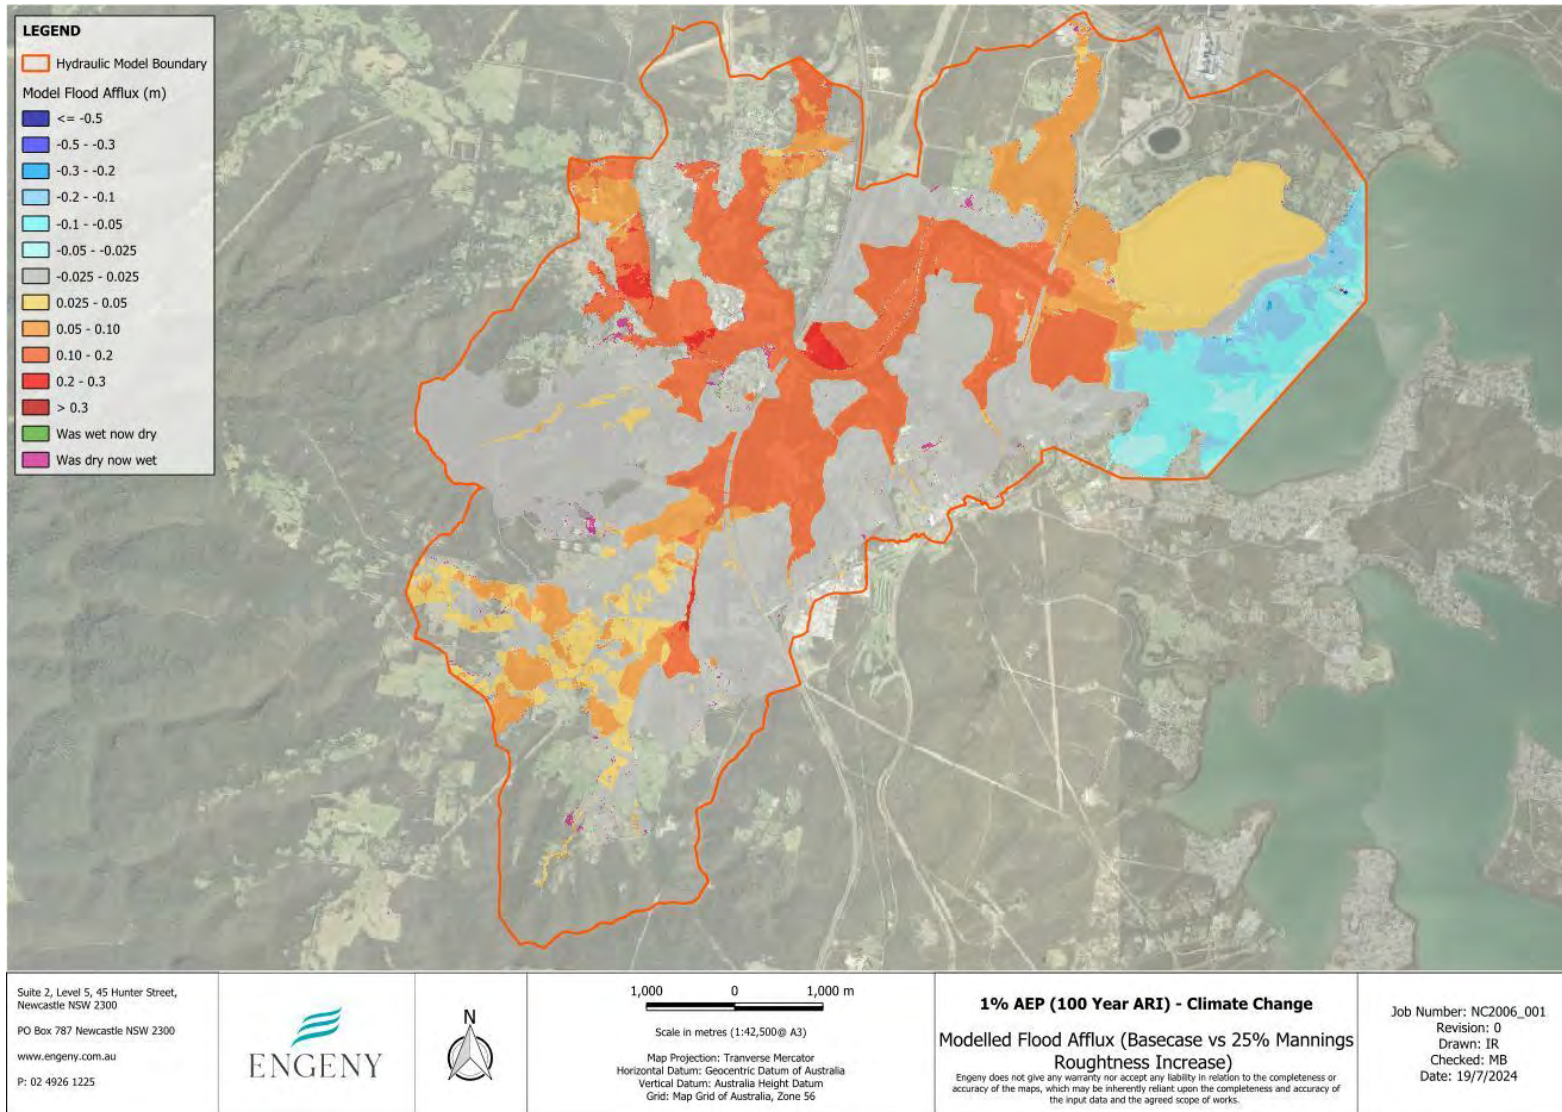 LEGEND
Hydraulic Model Boundary
Model Flood Afflux (m)
<= -0.5
-0.5 - -0.3
-0.3 - -0.2
-0.2 - -0.1
-0.1 - -0.05
-0.05 - -0.025
-0.025 - 0.025
0.025 - 0.05
0.05 - 0.10
0.10 - 0.2
0.2 - 0.3
> 0.3
Was wet now dry
Was dry now wet
Suite 2, Level 5, 45 Hunter Street,
Newcastle NSW 2300
PO Box 787 Newcastle NSW 2300
www.engeny.com.au
P: 02 4926 1225
ENGENY
N
1,000 0 1,000 m
Scale in metres (1:42,500@ A3)
Map Projection: Tranverse Mercator
Horizontal Datum: Geocentric Datum of Australia
Vertical Datum: Australia Height Datum
Grid: Map Grid of Australia, Zone 56
1% AEP (100 Year ARI) - Climate Change
Modelled Flood Afflux (Basecase vs 25% Mannings
Roughtness Increase)
Engeny does not give any warranty nor accept any liability in relation to the completeness or
accuracy of the maps, which may be inherently reliant upon the completeness and accuracy of
the input data and the agreed scope of works.
Job Number: NC2006_001
Revision: 0
Drawn: IR
Checked: MB
Date: 19/7/2024